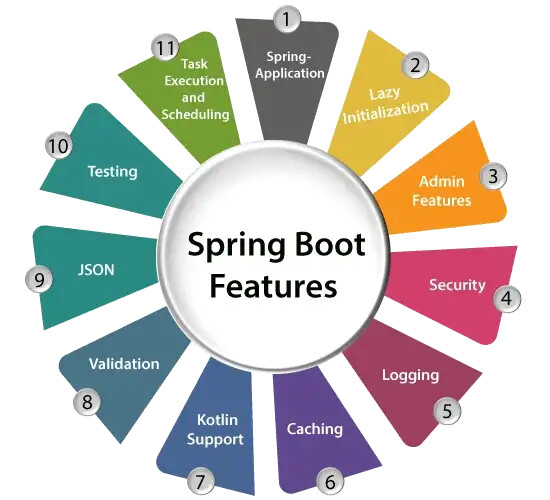 Spring Boot
Features
1
Spring-
Application
2
Lazy
Initialization
3
Admin
Features
4
Security
5
Logging
6
Caching
7
Kotlin
Support
8
Validation
9
JSON
10
Testing
11
Task
Execution
and
Scheduling